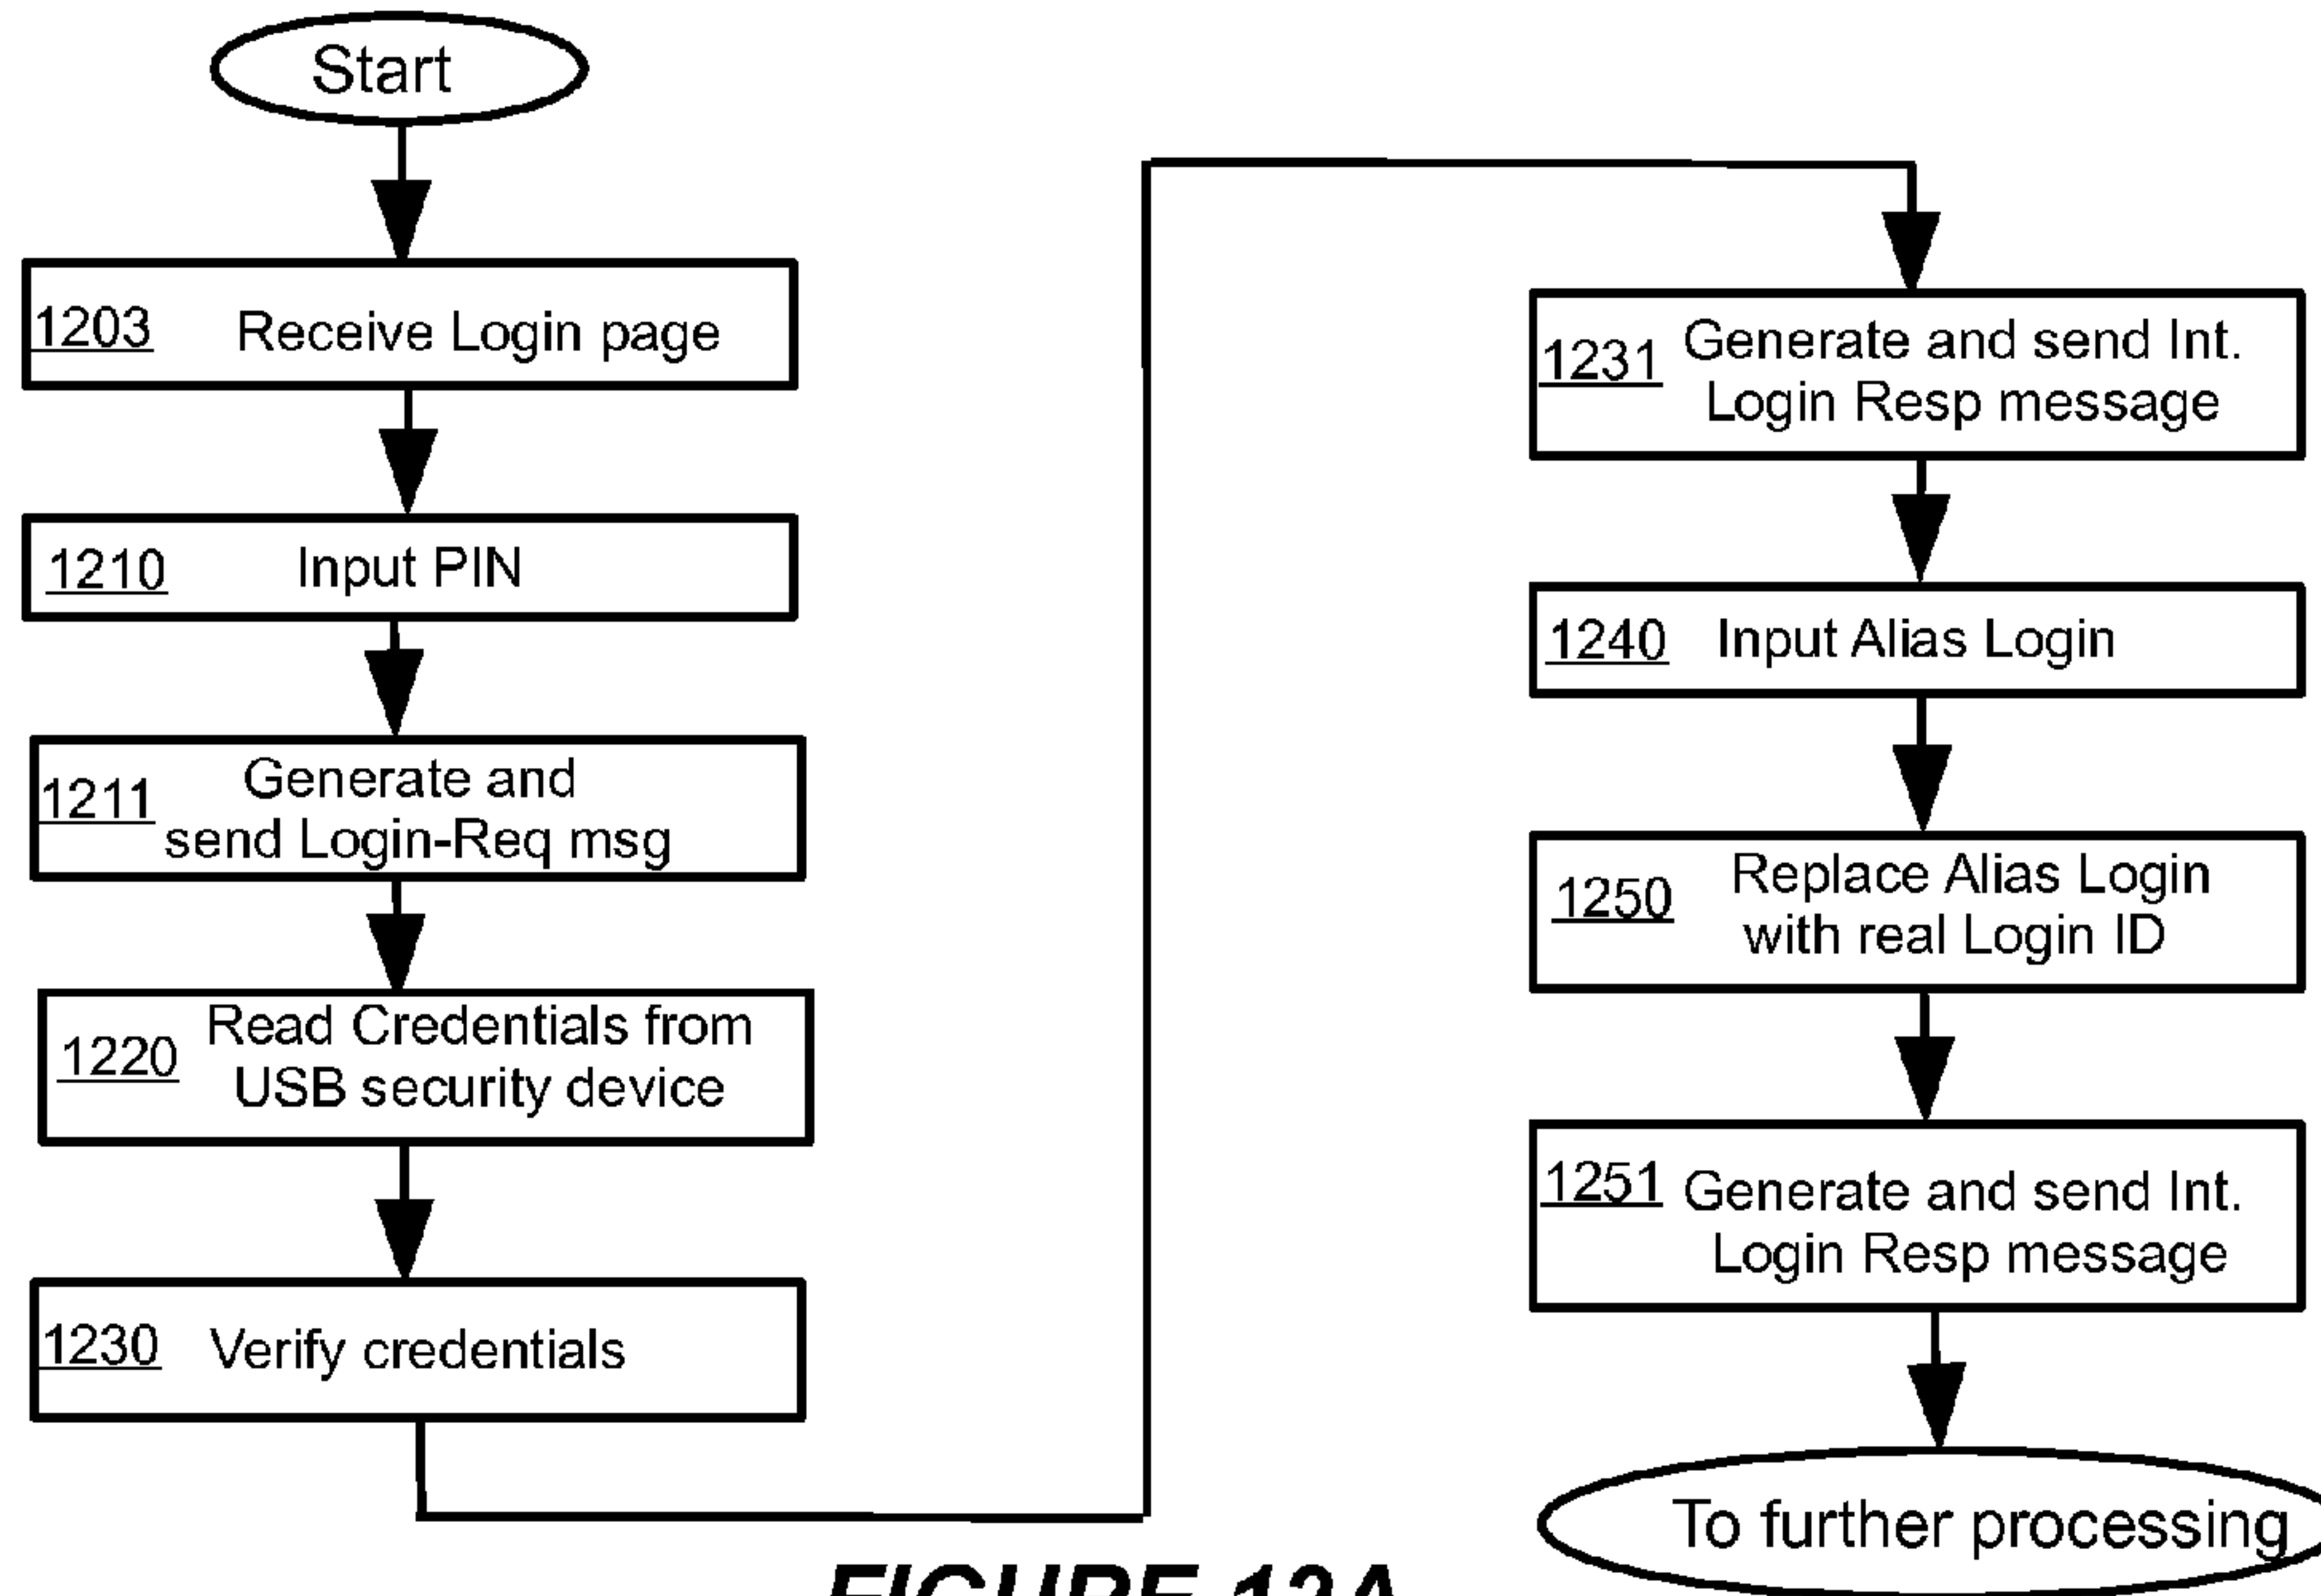 Start
1203 Receive Login page
1210 Input PIN
1211 Generate and
send Login-Req msg
1220 Read Credentials from
USB security device
1230 Verify credentials
1231 Generate and send Int.
Login Resp message
1240 Input Alias Login
1250 Replace Alias Login
with real Login ID
1251 Generate and send Int.
Login Resp message
To further processing
FIGURE 12A